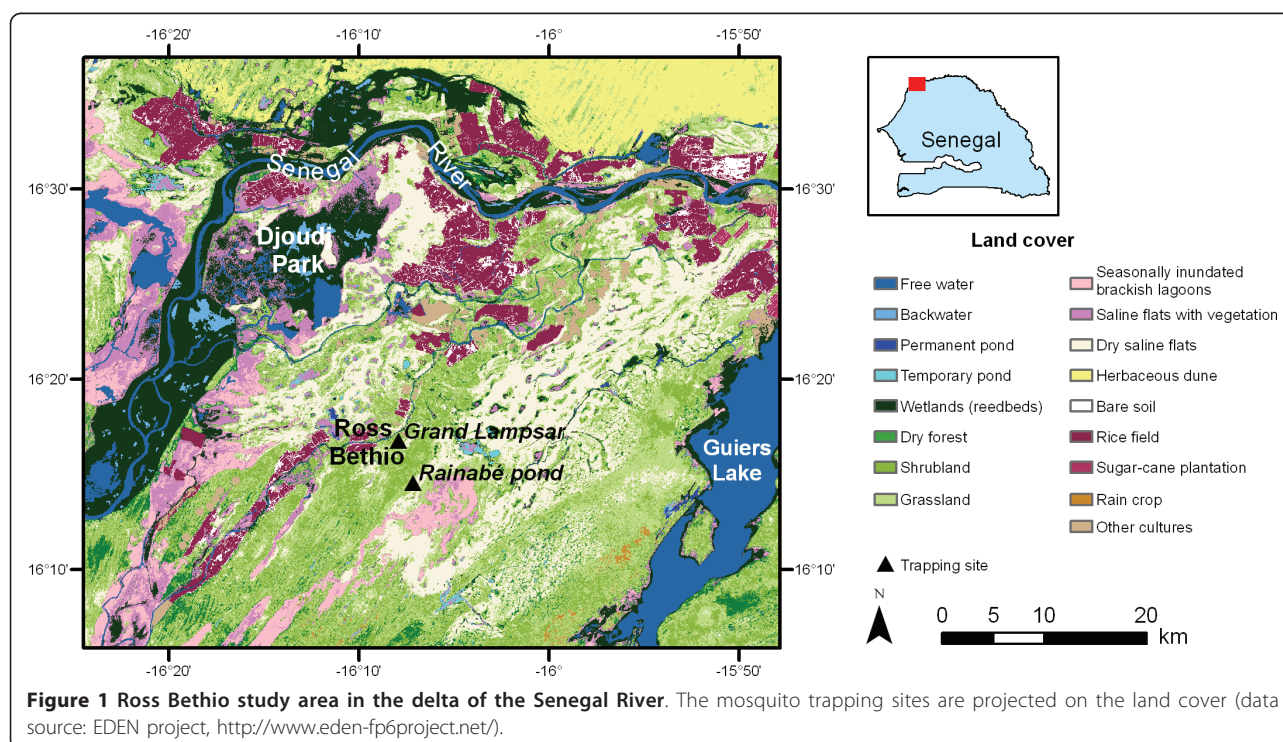 -16°20'
-16°10'
-16°
-15°50'
16°30'
16°20'
16°10'
Senegal River
Djoudj
Park
Ross
Bethio
Grand Lampsar
Rainabé pond
Guiers
Lake
16°30'
16°20'
16°10'
-16°20'
-16°10'
-16°
-15°50'
Senegal
Land cover
Free water
Backwater
Permanent pond
Temporary pond
Wetlands (reedbeds)
Dry forest
Shrubland
Grassland
Seasonally inundated
brackish lagoons
Saline flats with vegetation
Dry saline flats
Herbaceous dune
Bare soil
Rice field
Sugar-cane plantation
Rain crop
Other cultures
Trapping site
N
0 5 10 20
km
Figure 1 Ross Bethio study area in the delta of the Senegal River. The mosquito trapping sites are projected on the land cover (data
source: EDEN project, http://www.eden-fp6project.net/).